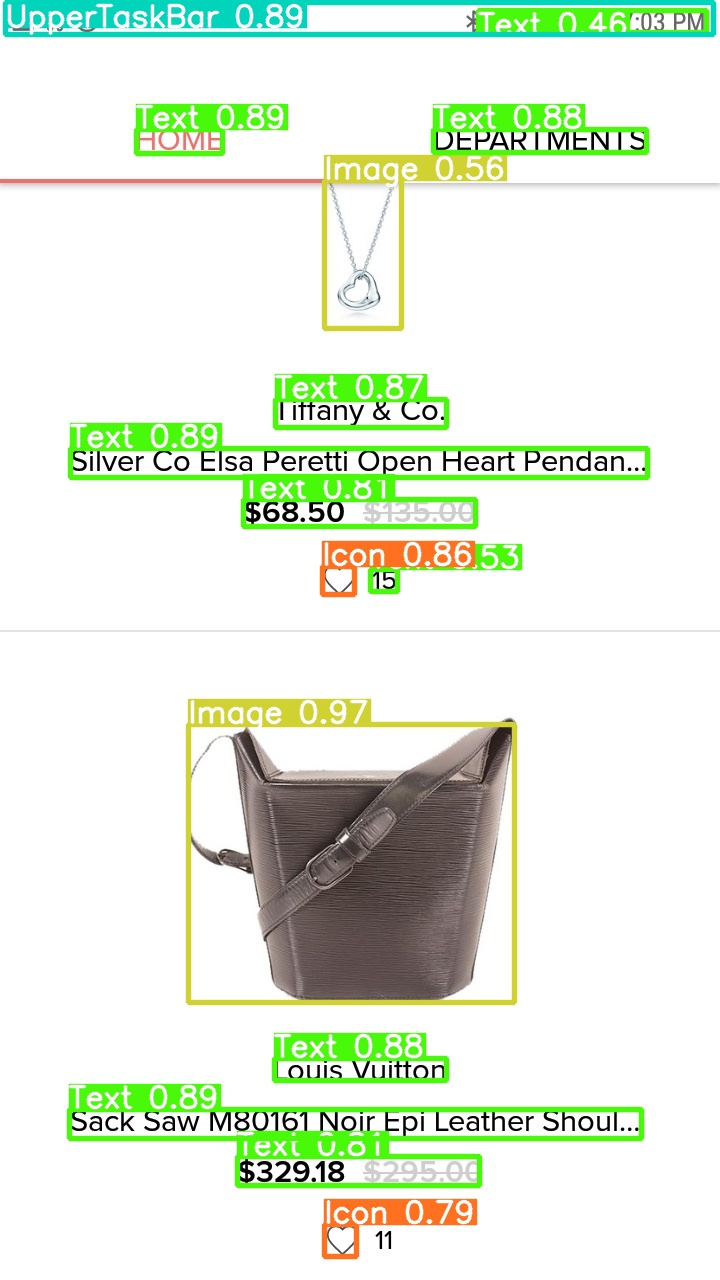 UpperTaskBar 0.89
Text 0.46
:03 PM
Text 0.89
Text 0.88
HOME
DEPARTMENTS
Image 0.56
Text 0.87
Tiffany & Co.
Text 0.89
Silver Co Elsa Peretti Open Heart Pendan...
Text 0.81
$68.50 $135.00
Icon 0.86
.53
15
Image 0.97
Text 0.88
Louis Vuitton
Text 0.89
Sack Saw M80161 Noir Epi Leather Shoul...
Text 0.81
$329.18 $295.00
Icon 0.79
11